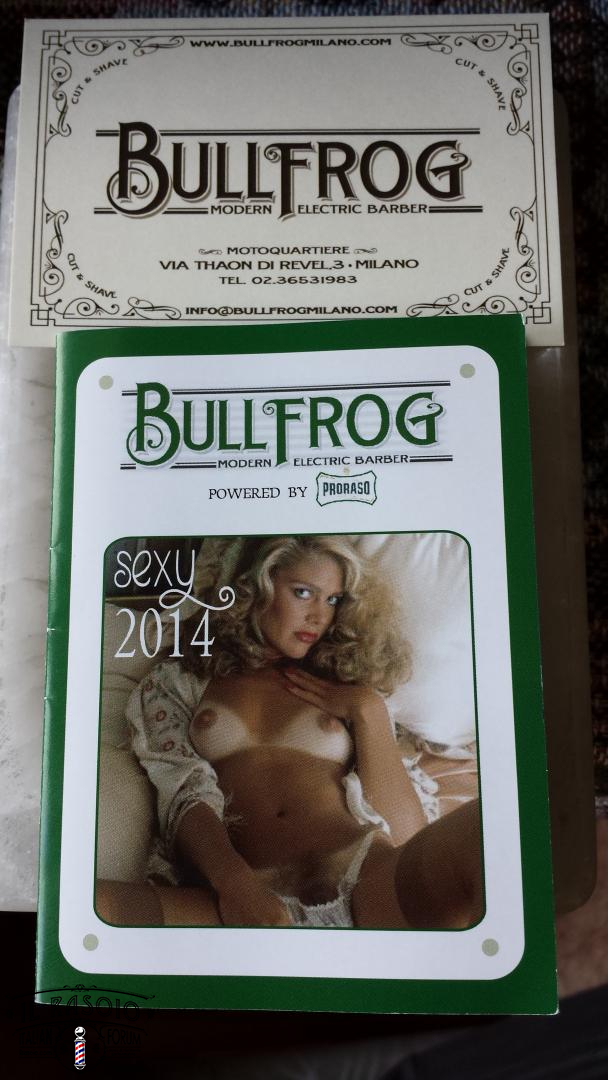 WWW.BULLFROGMILANO.COM
CUT & SHAVE
CUT & SHAVE
BULLFROG
MODERN ELECTRIC BARBER
MOTOQUARTIERE
VIA THAON DI REVEL,3 • MILANO
TEL. 02.36531983
CUT & SHAVE
CUT & SHAVE
INFO@BULLFROGMILANO.COM
BULLFROG
MODERN ELECTRIC BARBER
POWERED BY PRORASO
sexy
2014